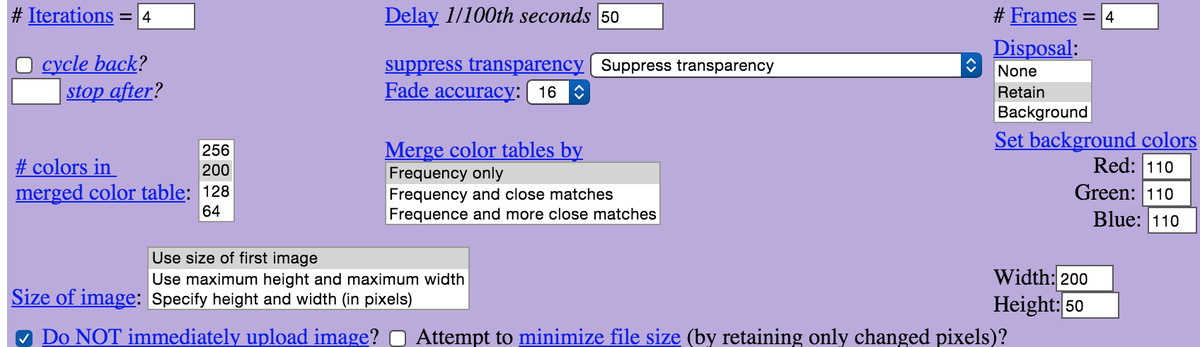 # Iterations = 4 Delay 1/100th seconds 50 # Frames = 4
cycle back? suppress transparency Suppress transparency Disposal:
stop after? Fade accuracy: 16 None
Retain
Background
# colors in
merged color table: 256
200
128
64
Merge color tables by
Frequency only
Frequency and close matches
Frequence and more close matches
Set background colors
Red: 110
Green: 110
Blue: 110
Size of image: Use size of first image
Use maximum height and maximum width
Specify height and width (in pixels)
Width: 200
Height: 50
Do NOT immediately upload image? Attempt to minimize file size (by retaining only changed pixels)?